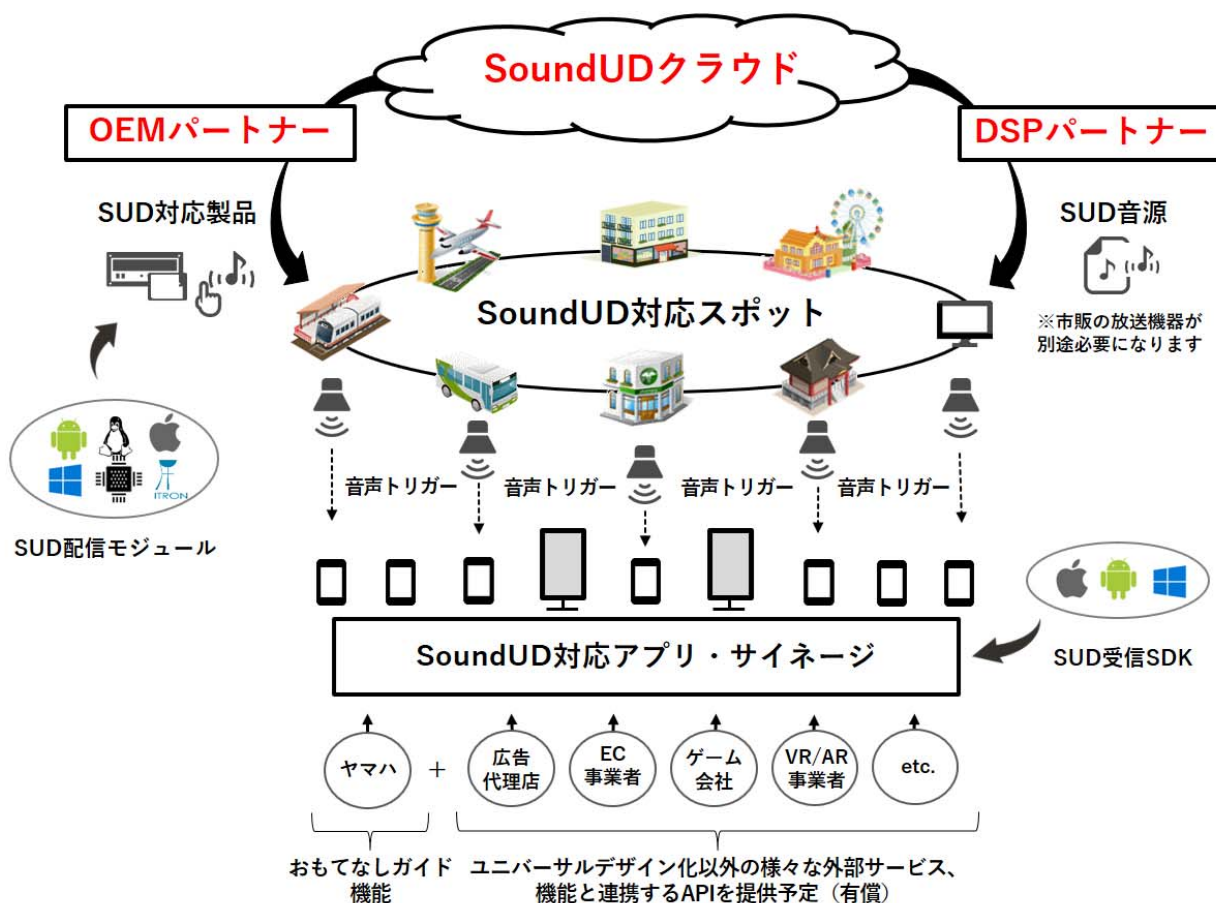 SoundUDクラウド
OEMパートナー
DSPパートナー
SUD対応製品
SUD音源
SoundUD対応スポット
※市販の放送機器が
別途必要になります
ITRON
SUD配信モジュール
音声トリガー
音声トリガー
音声トリガー
音声トリガー
SoundUD対応アプリ・サイネージ
SUD受信SDK
ヤマハ
+
広告
代理店
EC
事業者
ゲーム
会社
VR/AR
事業者
etc.
おもてなしガイド
機能
ユニバーサルデザイン化以外の様々な外部サービス、
機能と連携するAPIを提供予定（有償）